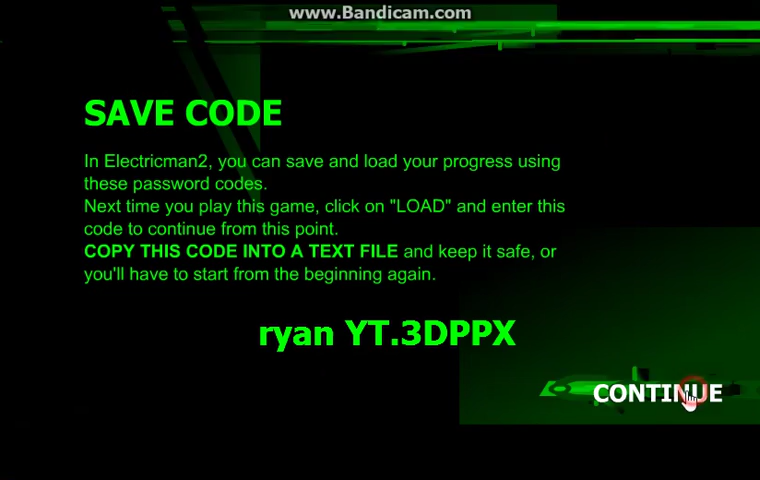 www.Bandicam.com
SAVE CODE
In Electricman2, you can save and load your progress using
these password codes.
Next time you play this game, click on "LOAD" and enter this
code to continue from this point.
COPY THIS CODE INTO A TEXT FILE and keep it safe, or
you'll have to start from the beginning again.
ryan YT.3DPPX
CONTINUE